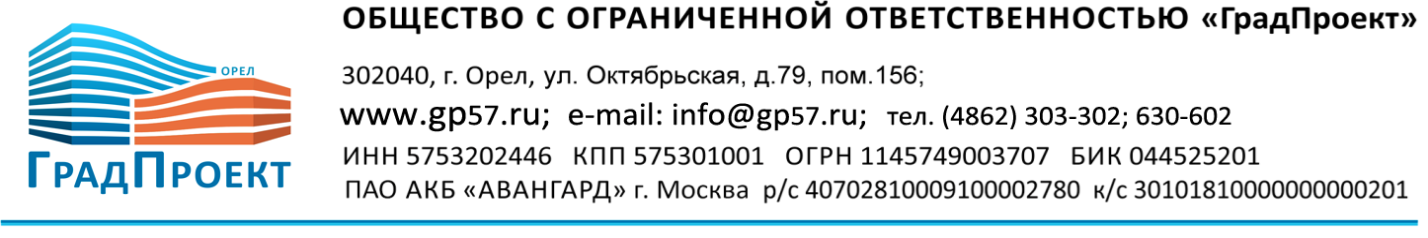 ОБЩЕСТВО С ОГРАНИЧЕННОЙ ОТВЕТСТВЕННОСТЬЮ «ГрадПроект»
ОРЕЛ
302040, г. Орел, ул. Октябрьская, д.79, пом.156;
www.gp57.ru; e-mail: info@gp57.ru; тел. (4862) 303-302; 630-602
ИНН 5753202446 КПП 575301001 ОГРН 1145749003707 БИК 044525201
ГРАДПРОЕКТ
ПАО АКБ «АВАНГАРД» г. Москва р/с 40702810009100002780 к/с 30101810000000000201